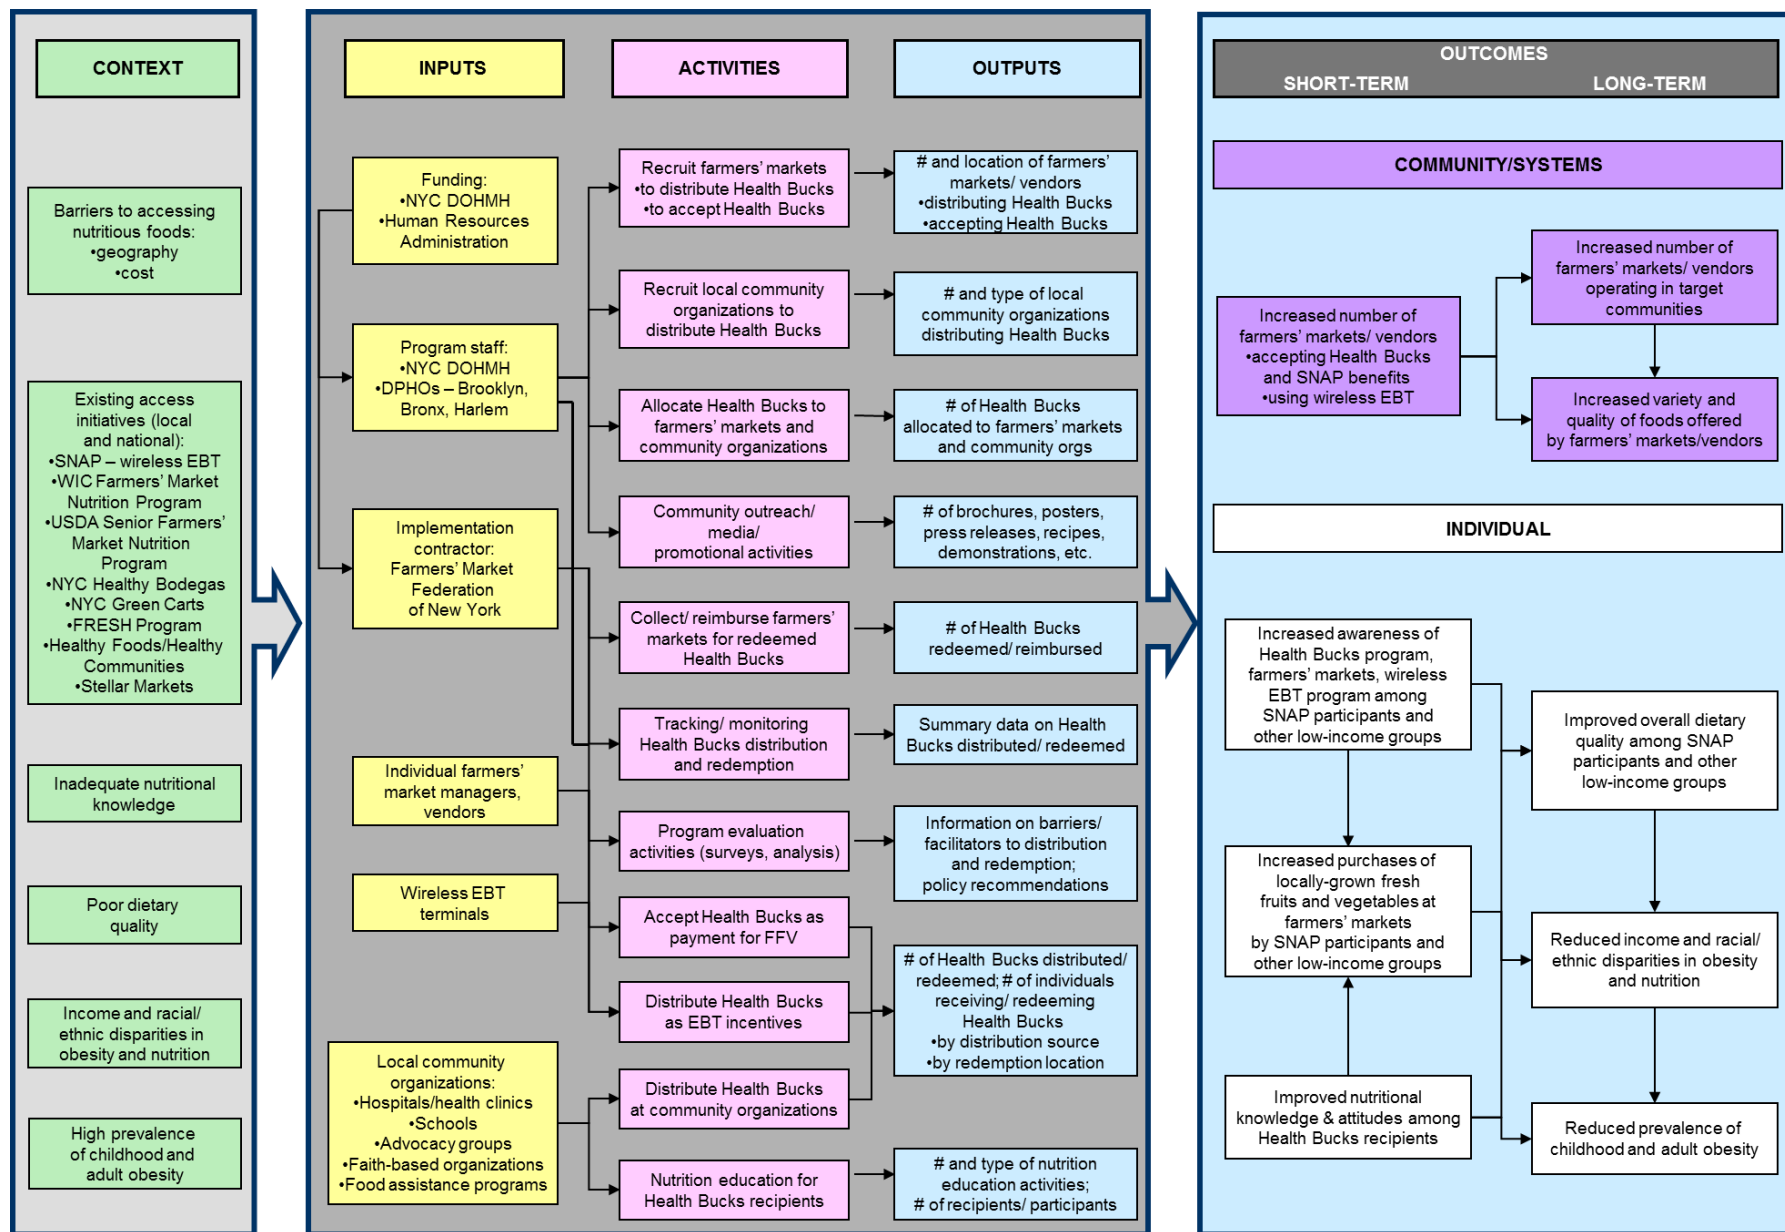 CONTEXT
Barriers to accessing
nutritious foods:
•geography
•cost
Existing access
initiatives (local
and national):
•SNAP – wireless EBT
•WIC Farmers' Market
Nutrition Program
•USDA Senior Farmers'
Market Nutrition
Program
•NYC Healthy Bodegas
•NYC Green Carts
•FRESH Program
•Healthy Foods/Healthy
Communities
•Stellar Markets
Inadequate nutritional
knowledge
Poor dietary
quality
Income and racial/
ethnic disparities in
obesity and nutrition
High prevalence
of childhood and
adult obesity
INPUTS
Funding:
•NYC DOHMH
•Human Resources
Administration
Program staff:
•NYC DOHMH
•DPHOs – Brooklyn,
Bronx, Harlem
Implementation
contractor:
Farmers' Market
Federation
of New York
Individual farmers'
market managers,
vendors
Wireless EBT
terminals
Local community
organizations:
•Hospitals/health clinics
•Schools
•Advocacy groups
•Faith-based organizations
•Food assistance programs
ACTIVITIES
Recruit farmers' markets
•to distribute Health Bucks
•to accept Health Bucks
Recruit local community
organizations to
distribute Health Bucks
Allocate Health Bucks to
farmers' markets and
community organizations
Community outreach/
media/
promotional activities
Collect/ reimburse farmers'
markets for redeemed
Health Bucks
Tracking/ monitoring
Health Bucks distribution
and redemption
Program evaluation
activities (surveys, analysis)
Accept Health Bucks as
payment for FFV
Distribute Health Bucks
as EBT incentives
Distribute Health Bucks
at community organizations
Nutrition education for
Health Bucks recipients
OUTPUTS
# and location of farmers'
markets/ vendors
•distributing Health Bucks
•accepting Health Bucks
# and type of local
community organizations
distributing Health Bucks
# of Health Bucks
allocated to farmers' markets
and community orgs
# of brochures, posters,
press releases, recipes,
demonstrations, etc.
# of Health Bucks
redeemed/ reimbursed
Summary data on Health
Bucks distributed/ redeemed
Information on barriers/
facilitators to distribution
and redemption;
policy recommendations
# of Health Bucks distributed/
redeemed; # of individuals
receiving/ redeeming
Health Bucks
•by distribution source
•by redemption location
# and type of nutrition
education activities;
# of recipients/ participants
OUTCOMES
SHORT-TERM LONG-TERM
COMMUNITY/SYSTEMS
Increased number of
farmers' markets/ vendors
•accepting Health Bucks
and SNAP benefits
•using wireless EBT
Increased number of
farmers' markets/ vendors
operating in target
communities
Increased variety and
quality of foods offered
by farmers' markets/vendors
INDIVIDUAL
Increased awareness of
Health Bucks program,
farmers' markets, wireless
EBT program among
SNAP participants and
other low-income groups
Increased purchases of
locally-grown fresh
fruits and vegetables at
farmers' markets
by SNAP participants and
other low-income groups
Improved nutritional
knowledge & attitudes among
Health Bucks recipients
Improved overall dietary
quality among SNAP
participants and other
low-income groups
Reduced income and racial/
ethnic disparities in obesity
and nutrition
Reduced prevalence of
childhood and adult obesity